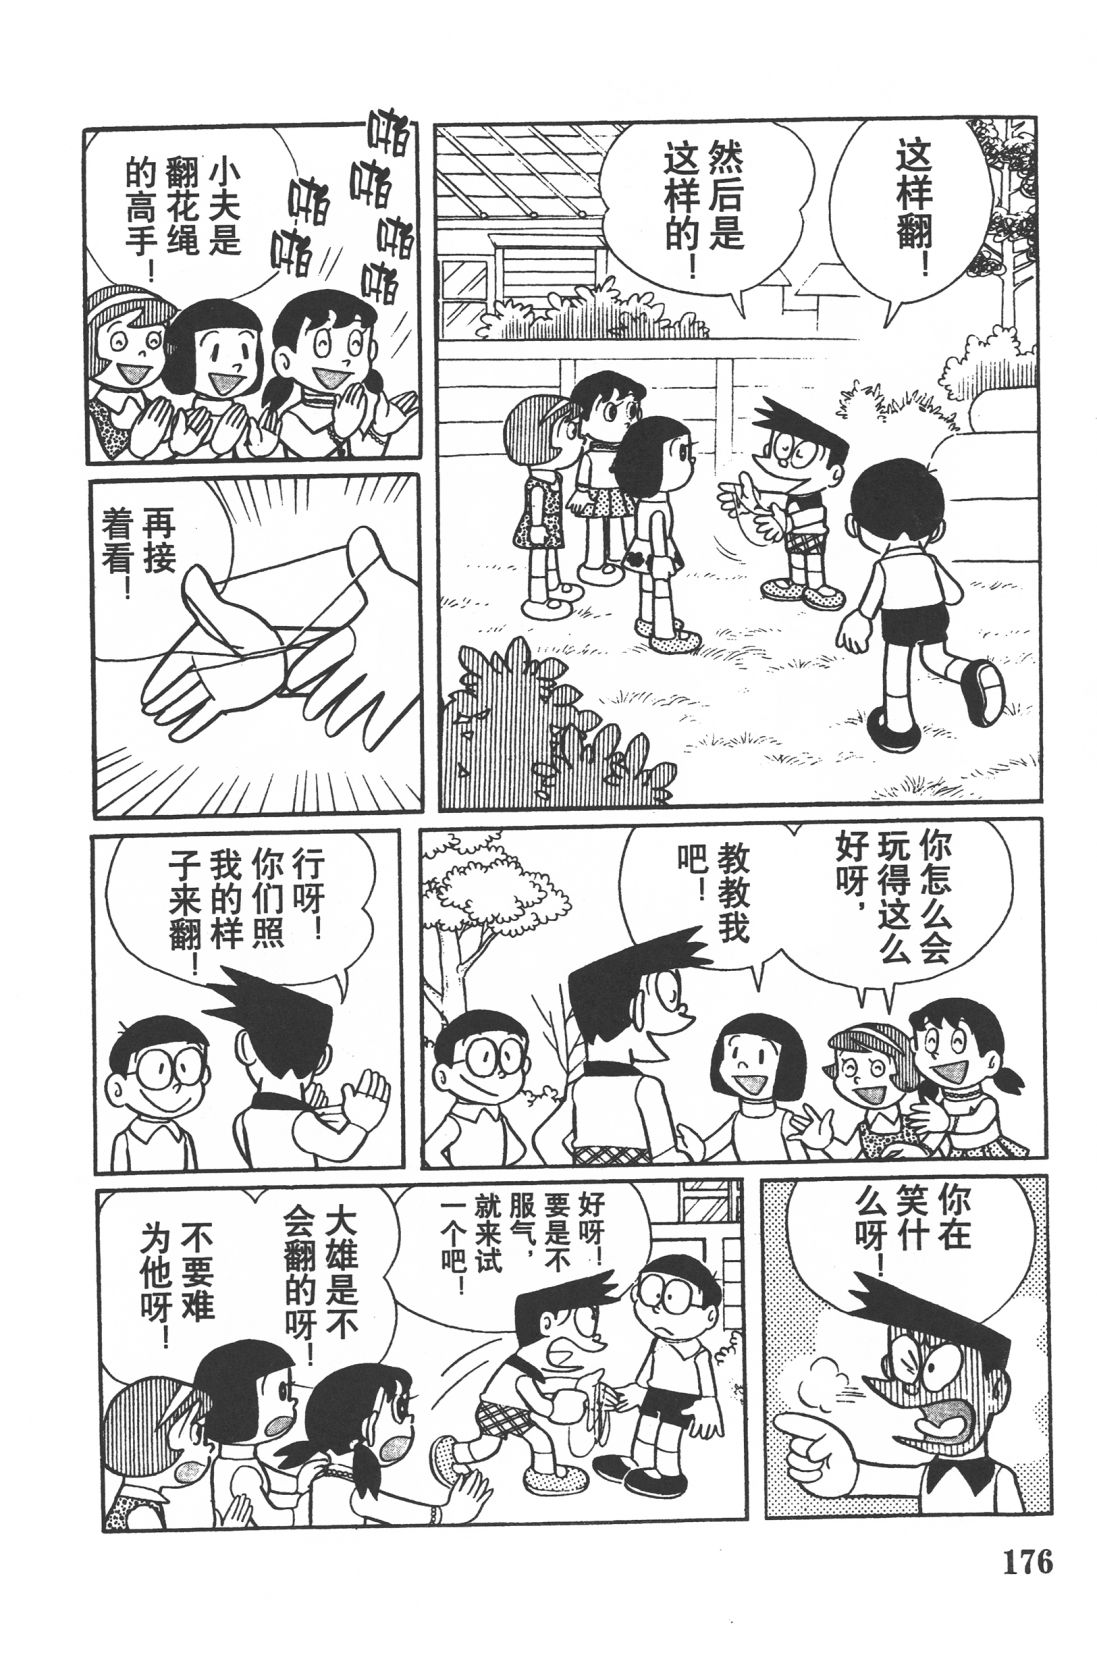 这样翻！
然后是
这样的！
啪
啪
啪
啪
啪
啪
啪
小夫是
翻花绳
的高手！
再接
着看！
你怎么会
玩得这么
好呀，
教教我
吧！
行呀！
你们照
我的样
子来翻！
你在
笑什
么呀！
好呀！
要是不
服气，
就来试
一个吧！
大雄是不
会翻的呀！
不要难
为他呀！
176